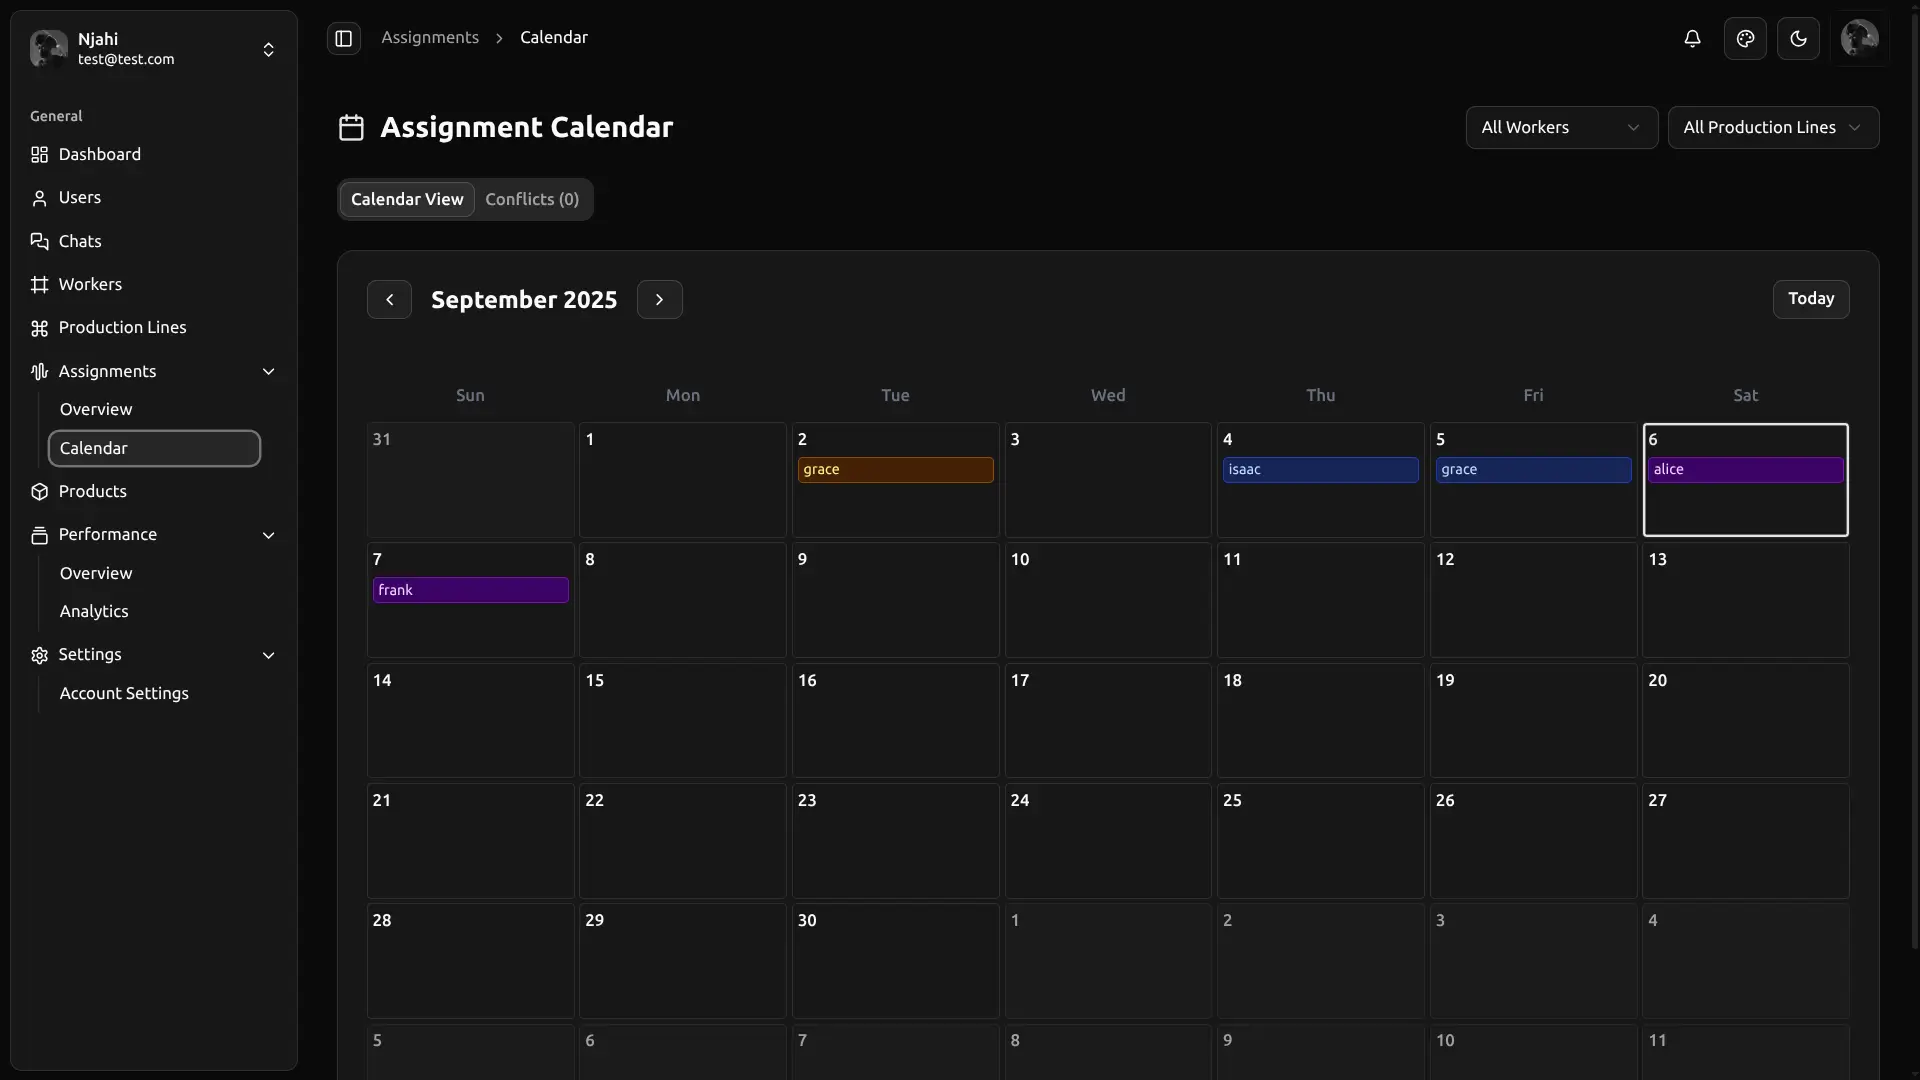 Njahi
test@test.com
General
Dashboard
Users
Chats
Workers
Production Lines
Assignments
Overview
Calendar
Products
Performance
Overview
Analytics
Settings
Account Settings
Assignments > Calendar
Assignment Calendar
All Workers
All Production Lines
Calendar View
Conflicts (0)
September 2025
Today
Sun Mon Tue Wed Thu Fri Sat
31 1 2 3 4 5 6
grace isaac grace alice
7 8 9 10 11 12 13
frank
14 15 16 17 18 19 20
21 22 23 24 25 26 27
28 29 30 1 2 3 4
5 6 7 8 9 10 11